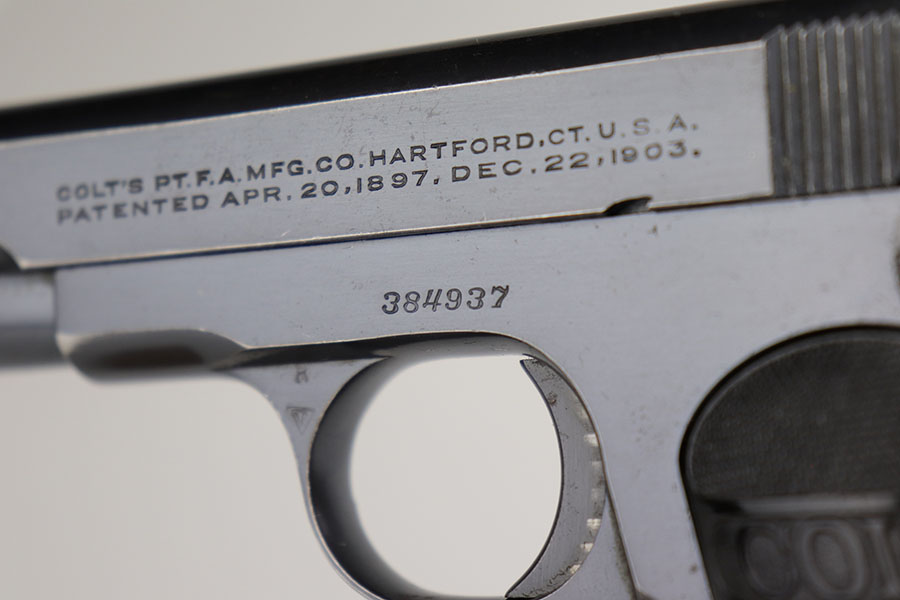 COLT'S PT.F.A.MFG.CO.HARTFORD,CT.U.S.A.
PATENTED APR.20,1897,DEC.22,1903.
384937